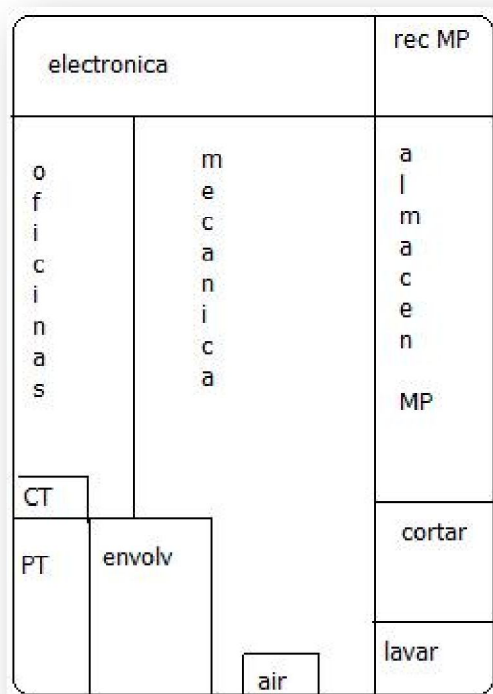 electronica
rec MP
oficinas
mecanica
almacen
MP
CT
PT
envolv
cortar
air
lavar